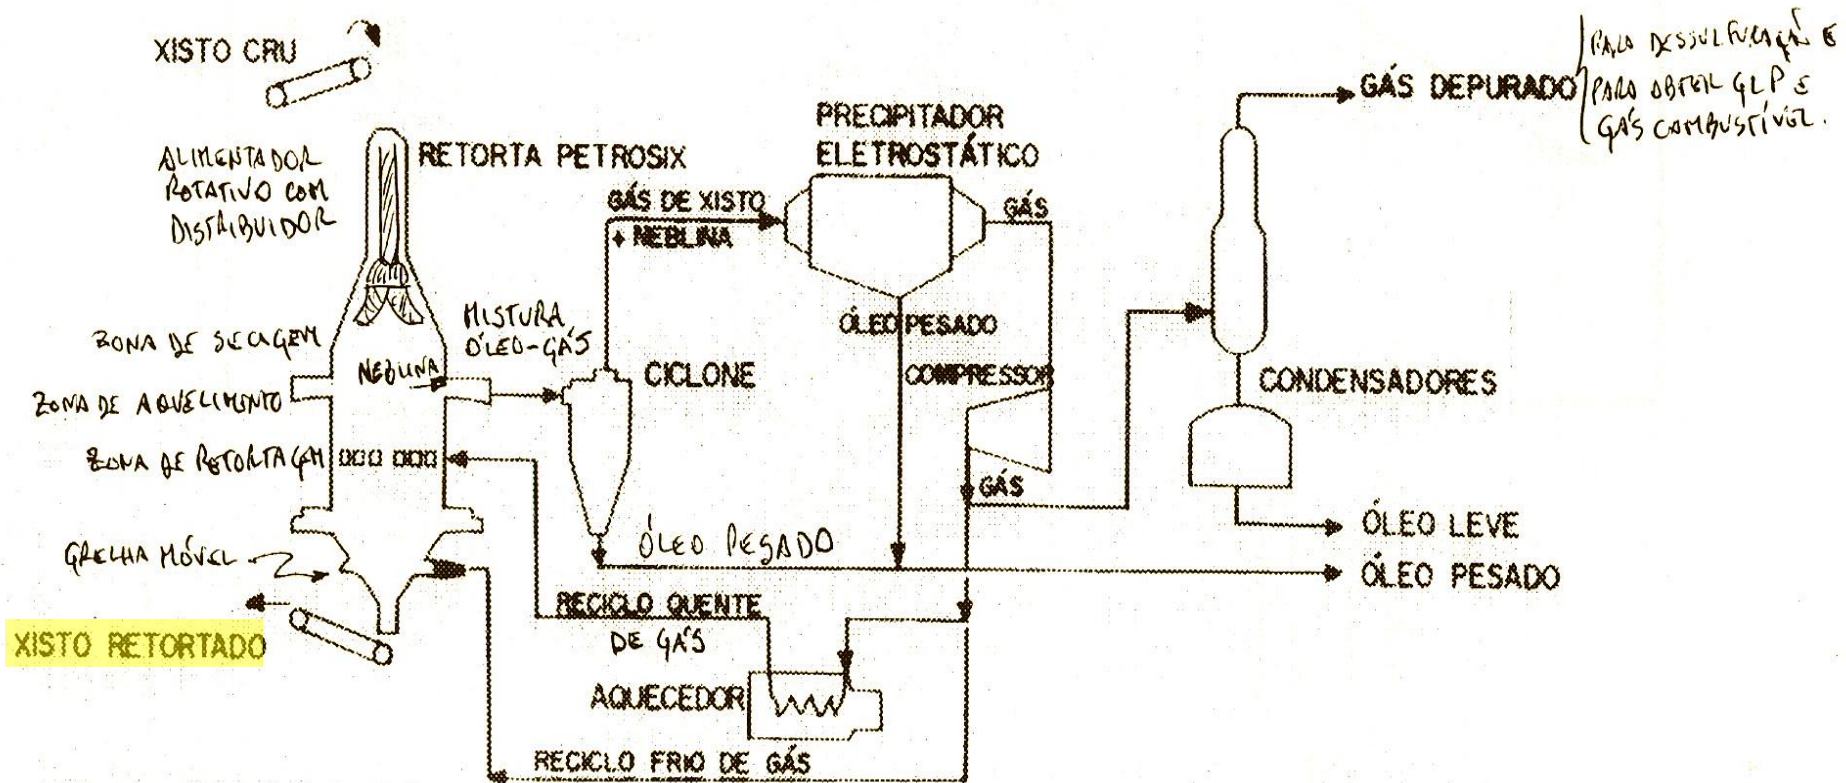 XISTO CRU
ALIMENTADOR
ROTATIVO COM
DISTRIBUIDOR
RETORTA PETROSIX
ZONA DE SECAGEM
NEBLINA
ZONA DE AQUECIMENTO
ZONA DE RETORTAGEM
GRELHA MÓVEL
XISTO RETORTADO
MISTURA
ÓLEO-GÁS
CICLONE
GÁS DE XISTO
+ NEBLINA
PRECIPITADOR
ELETROSTÁTICO
GÁS
ÓLEO PESADO
COMPRESSOR
GÁS
ÓLEO PESADO
RECICLO QUENTE
DE GÁS
AQUECEDOR
RECICLO FRIO DE GÁS
GÁS DEPURADO
PARA DESSULFURAÇÃO E
PARA OBTER GLP E
GÁS COMBUSTÍVEL.
CONDENSADORES
ÓLEO LEVE
ÓLEO PESADO